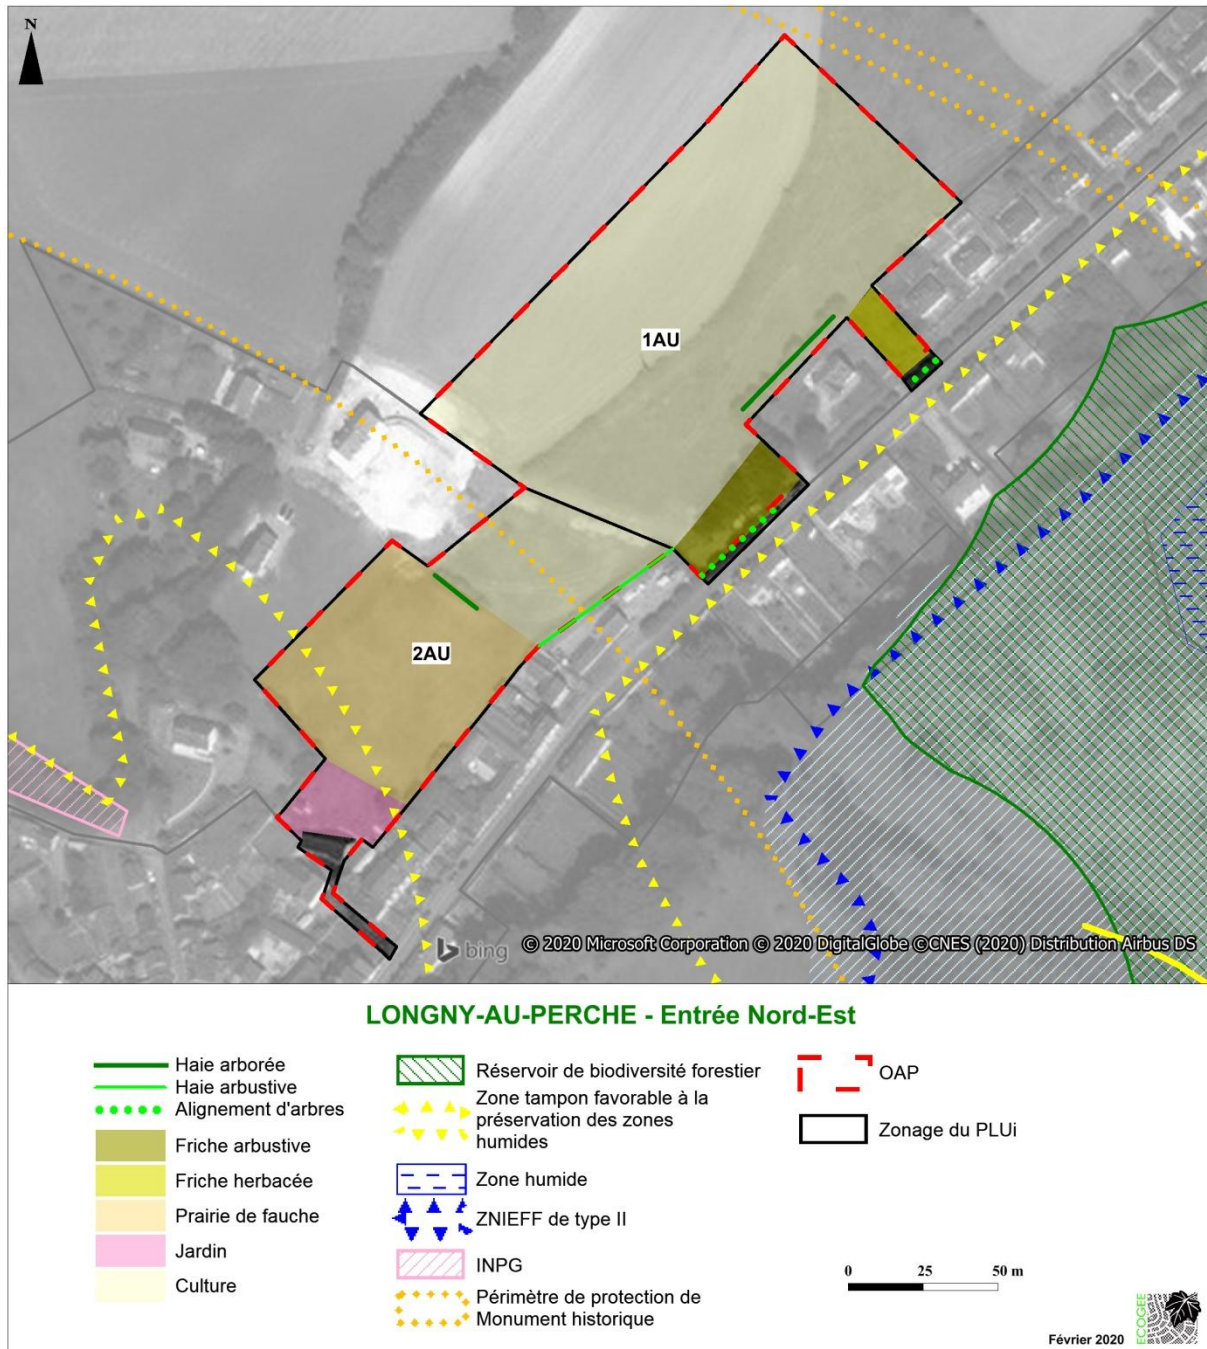 N
1AU
2AU
bing © 2020 Microsoft Corporation © 2020 DigitalGlobe ©CNES (2020) Distribution Airbus DS
LONGNY-AU-PERCHE - Entrée Nord-Est
Haie arborée
Haie arbustive
Alignement d'arbres
Friche arbustive
Friche herbacée
Prairie de fauche
Jardin
Culture
Réservoir de biodiversité forestier
Zone tampon favorable à la
préservation des zones
humides
Zone humide
ZNIEFF de type II
INPG
Périmètre de protection de
Monument historique
OAP
Zonage du PLUi
0 25 50 m
Février 2020
ECOGEE